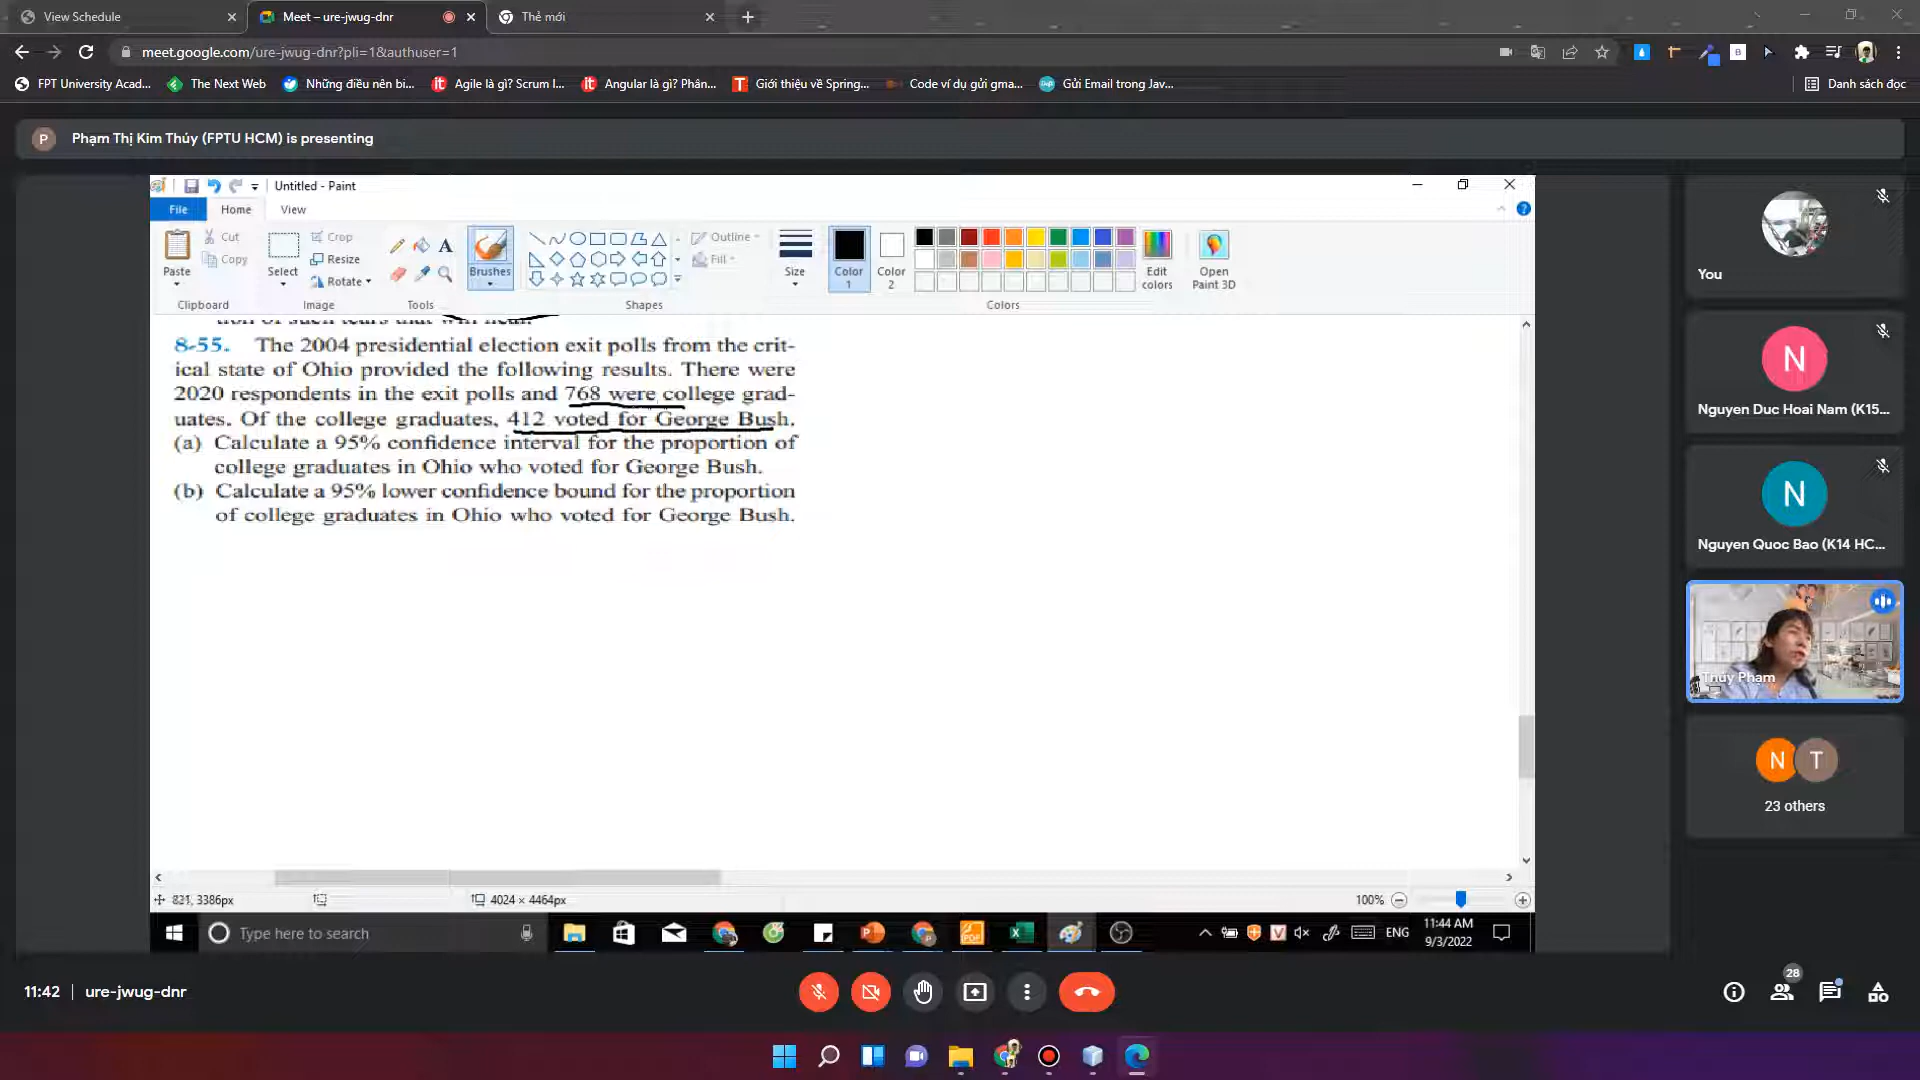 View Schedule
Meet – ure-jwug-dnr
Thẻ mới
meet.google.com/ure-jwug-dnr?pli=1&authuser=1
FPT University Acad...
The Next Web
Những điều nên bi...
Agile là gì? Scrum I...
Angular là gì? Phân...
Giới thiệu về Spring...
Code ví dụ gửi gma...
Gửi Email trong Jav...
Danh sách đọc
P
Phạm Thị Kim Thủy (FPTU HCM) is presenting
Untitled - Paint
File
Home
View
Paste
Cut
Copy
Clipboard
Select
Crop
Resize
Rotate
Image
A
Tools
Brushes
Outline
Fill
Shapes
Size
Color
1
Color
2
Edit
colors
Open
Paint 3D
Colors
tion of such tears that will heal.
8-55. The 2004 presidential election exit polls from the crit-
ical state of Ohio provided the following results. There were
2020 respondents in the exit polls and 768 were college grad-
uates. Of the college graduates, 412 voted for George Bush.
(a) Calculate a 95% confidence interval for the proportion of
college graduates in Ohio who voted for George Bush.
(b) Calculate a 95% lower confidence bound for the proportion
of college graduates in Ohio who voted for George Bush.
821, 3386px
4024 × 4464px
100%
Type here to search
ENG
11:44 AM
9/3/2022
You
N
Nguyen Duc Hoai Nam (K15...
N
Nguyen Quoc Bao (K14 HC...
Thuy Pham
N
T
23 others
11:42 | ure-jwug-dnr
28